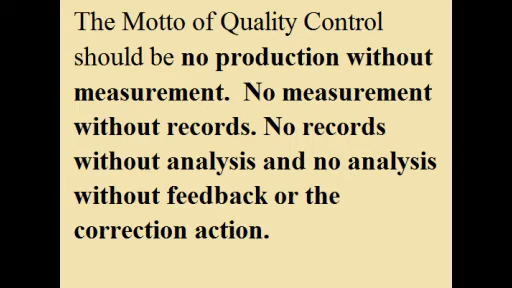 The Motto of Quality Control
should be no production without
measurement.  No measurement
without records. No records
without analysis and no analysis
without feedback or the
correction action.